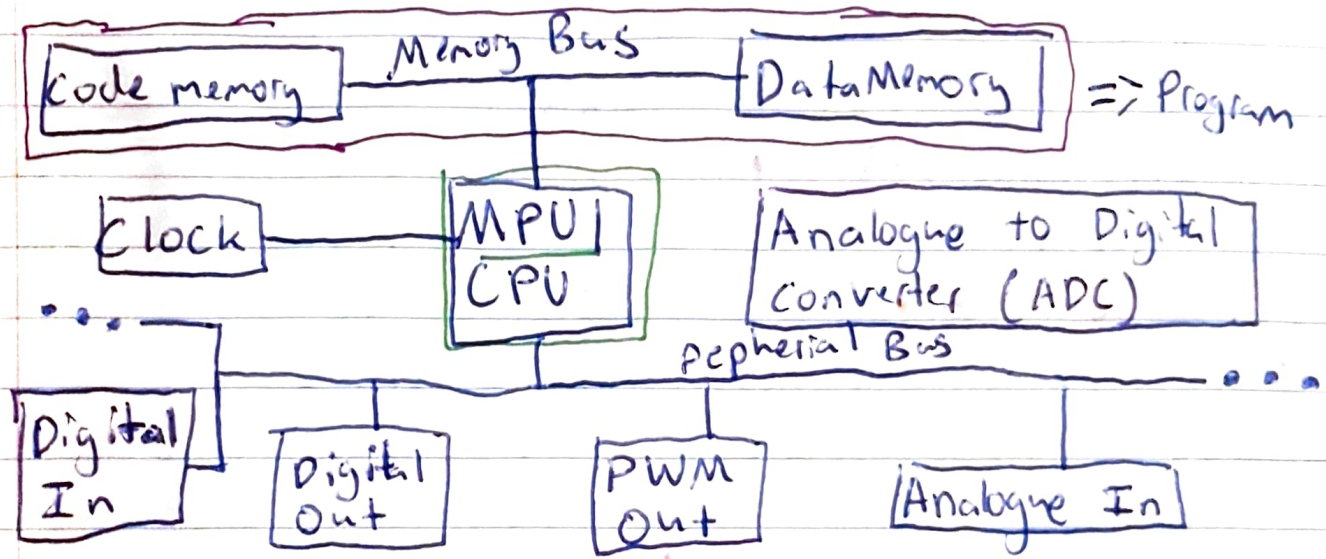 Memory Bus
Code memory
DataMemory
=> Program
Clock
MPU
CPU
Analogue to Digital
Converter (ADC)
Pepherial Bus
Digital
In
Digital
Out
PWM
Out
Analogue In